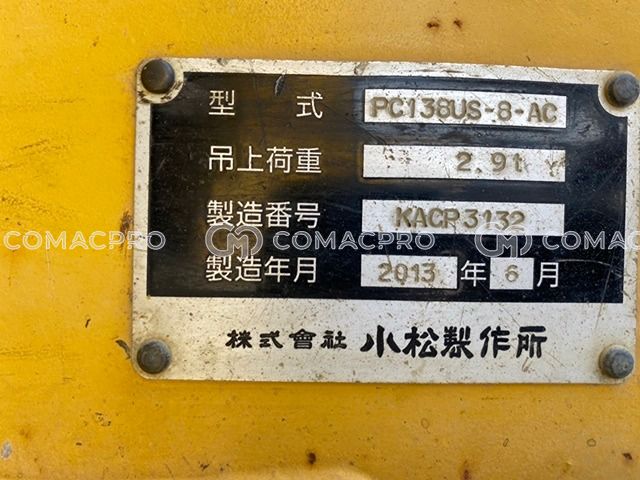 型 式 PC138US-8-AC
吊上荷重 2.9t
製造番号 KACP3132
COMACPRO COMACPRO COMAC
製造年月 2013 年 6 月
株式會社 小松製作所